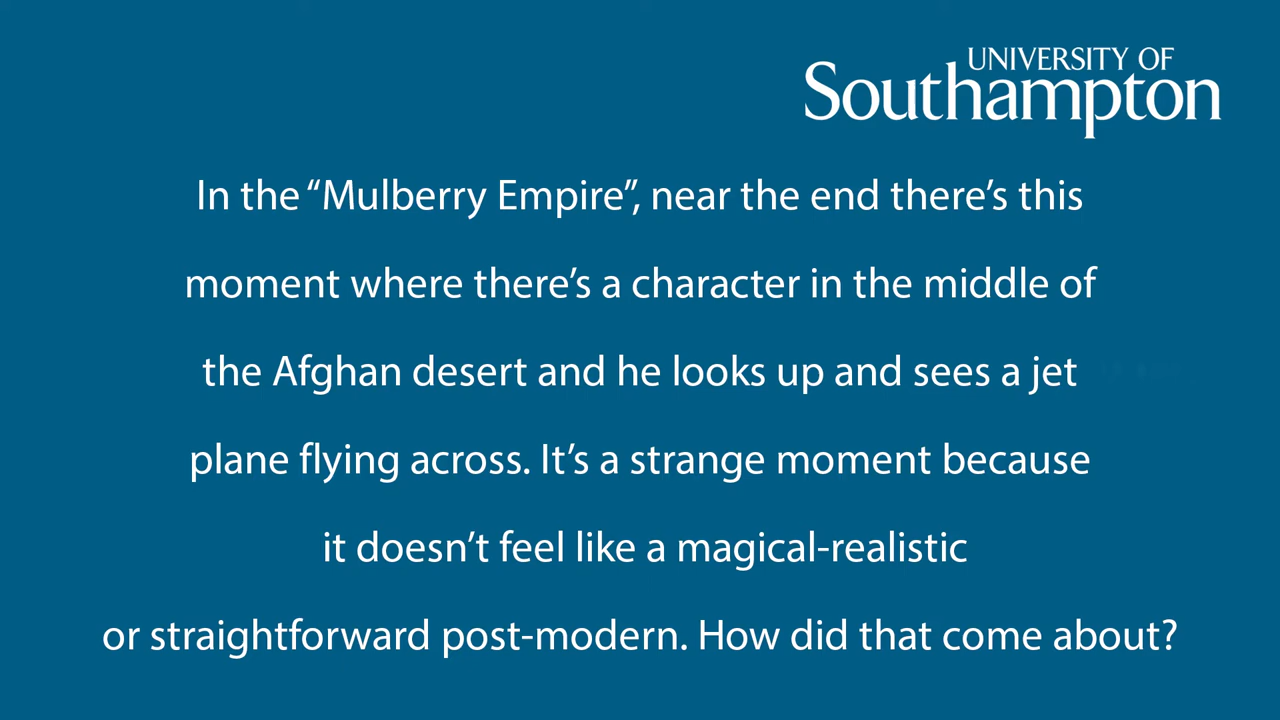 UNIVERSITY OF
Southampton
In the “Mulberry Empire”, near the end there’s this
moment where there’s a character in the middle of
the Afghan desert and he looks up and sees a jet
plane flying across. It’s a strange moment because
it doesn’t feel like a magical-realistic
or straightforward post-modern. How did that come about?